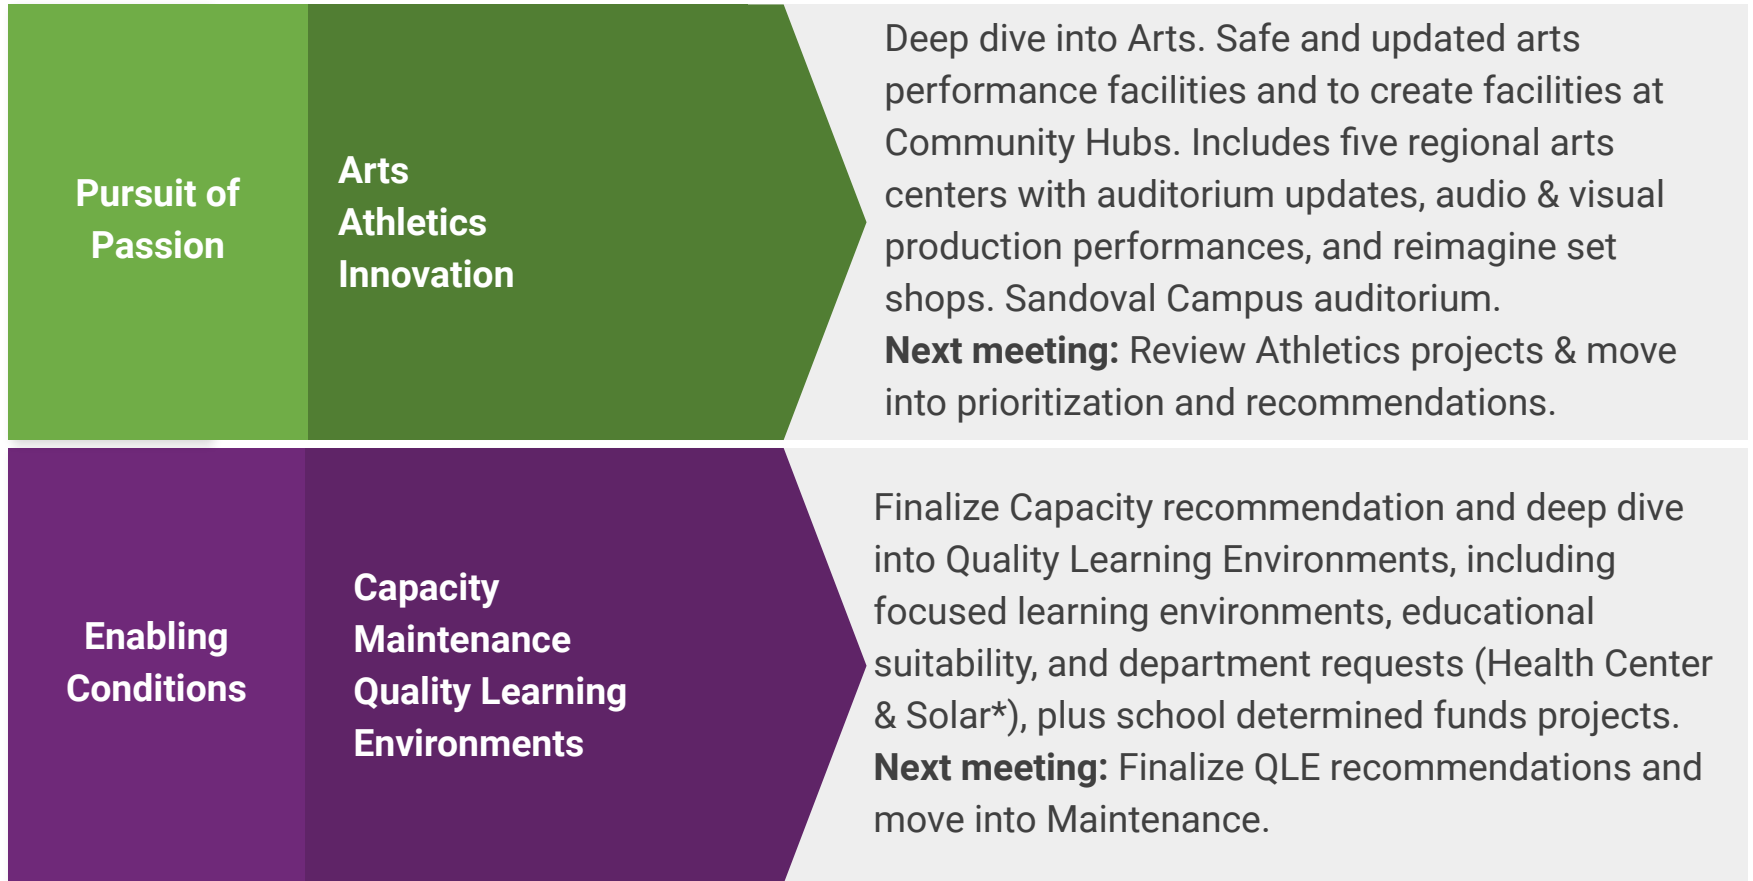 Pursuit of
Passion
Arts
Athletics
Innovation
Deep dive into Arts. Safe and updated arts
performance facilities and to create facilities at
Community Hubs. Includes five regional arts
centers with auditorium updates, audio & visual
production performances, and reimagine set
shops. Sandoval Campus auditorium.
Next meeting: Review Athletics projects & move
into prioritization and recommendations.
Enabling
Conditions
Capacity
Maintenance
Quality Learning
Environments
Finalize Capacity recommendation and deep dive
into Quality Learning Environments, including
focused learning environments, educational
suitability, and department requests (Health Center
& Solar*), plus school determined funds projects.
Next meeting: Finalize QLE recommendations and
move into Maintenance.